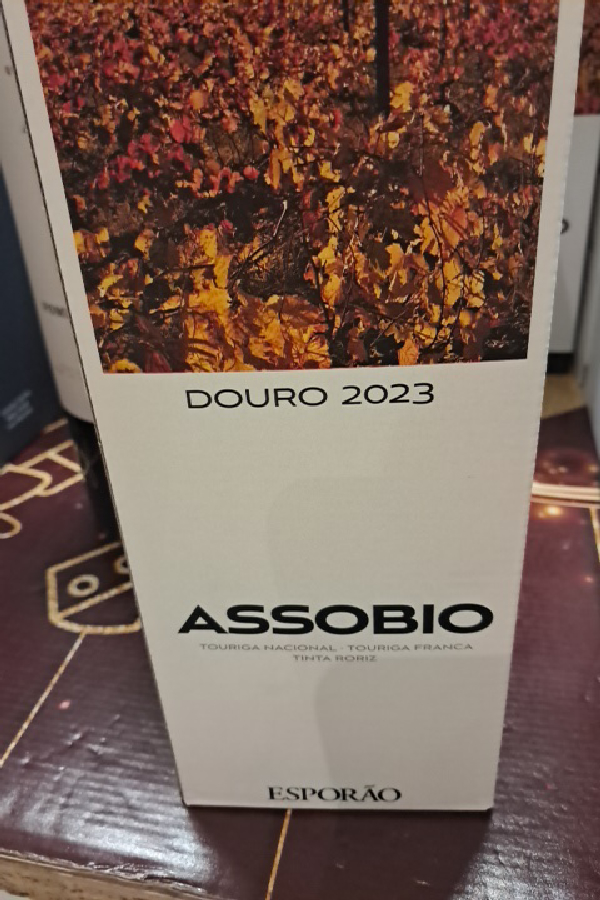 DOURO 2023
ASSOBIO
TOURIGA NACIONAL · TOURIGA FRANCA
TINTA RORIZ
ESPORÃO